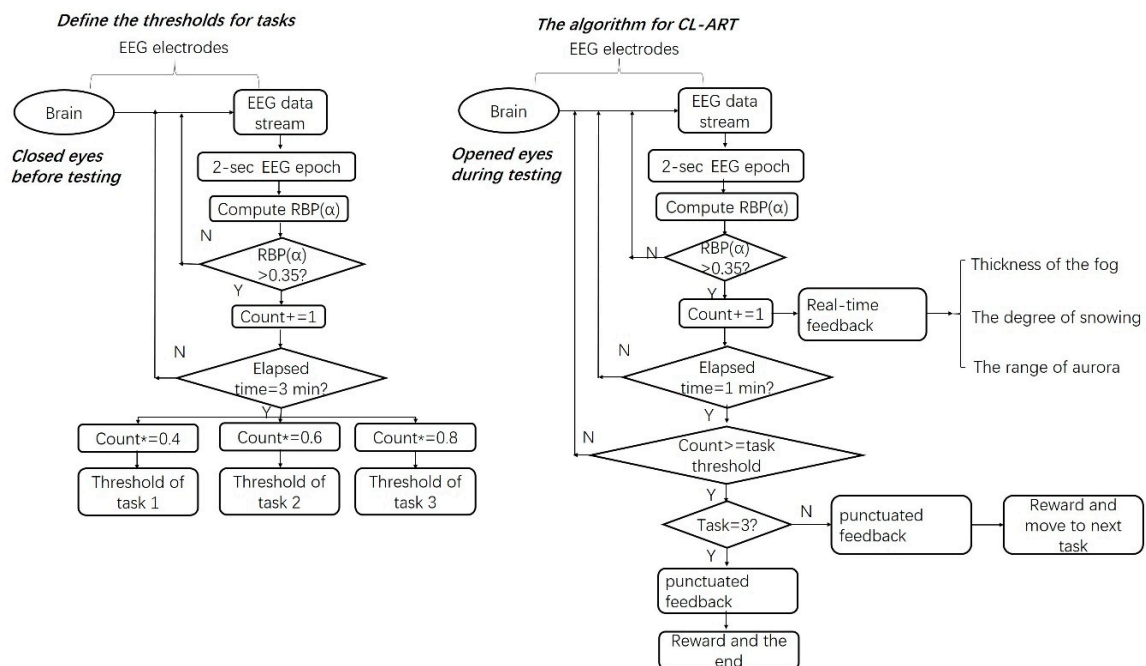 Define the thresholds for tasks
EEG electrodes
Brain
EEG data
stream
Closed eyes
before testing
2-sec EEG epoch
Compute RBP(α)
N
RBP(α)
>0.35?
Y
Count+=1
N
Elapsed
time=3 min?
Y
Count*=0.4
Count*=0.6
Count*=0.8
Threshold of
task 1
Threshold of
task 2
Threshold of
task 3
The algorithm for CL-ART
EEG electrodes
Brain
EEG data
stream
Opened eyes
during testing
2-sec EEG epoch
Compute RBP(α)
N
RBP(α)
>0.35?
Y
Count+=1
Real-time
feedback
Thickness of the fog
The degree of snowing
The range of aurora
N
Elapsed
time=1 min?
Y
N
Count>=task
threshold
Y
Task=3?
N
punctuated
feedback
Reward and
move to next
task
Y
punctuated
feedback
Reward and the
end